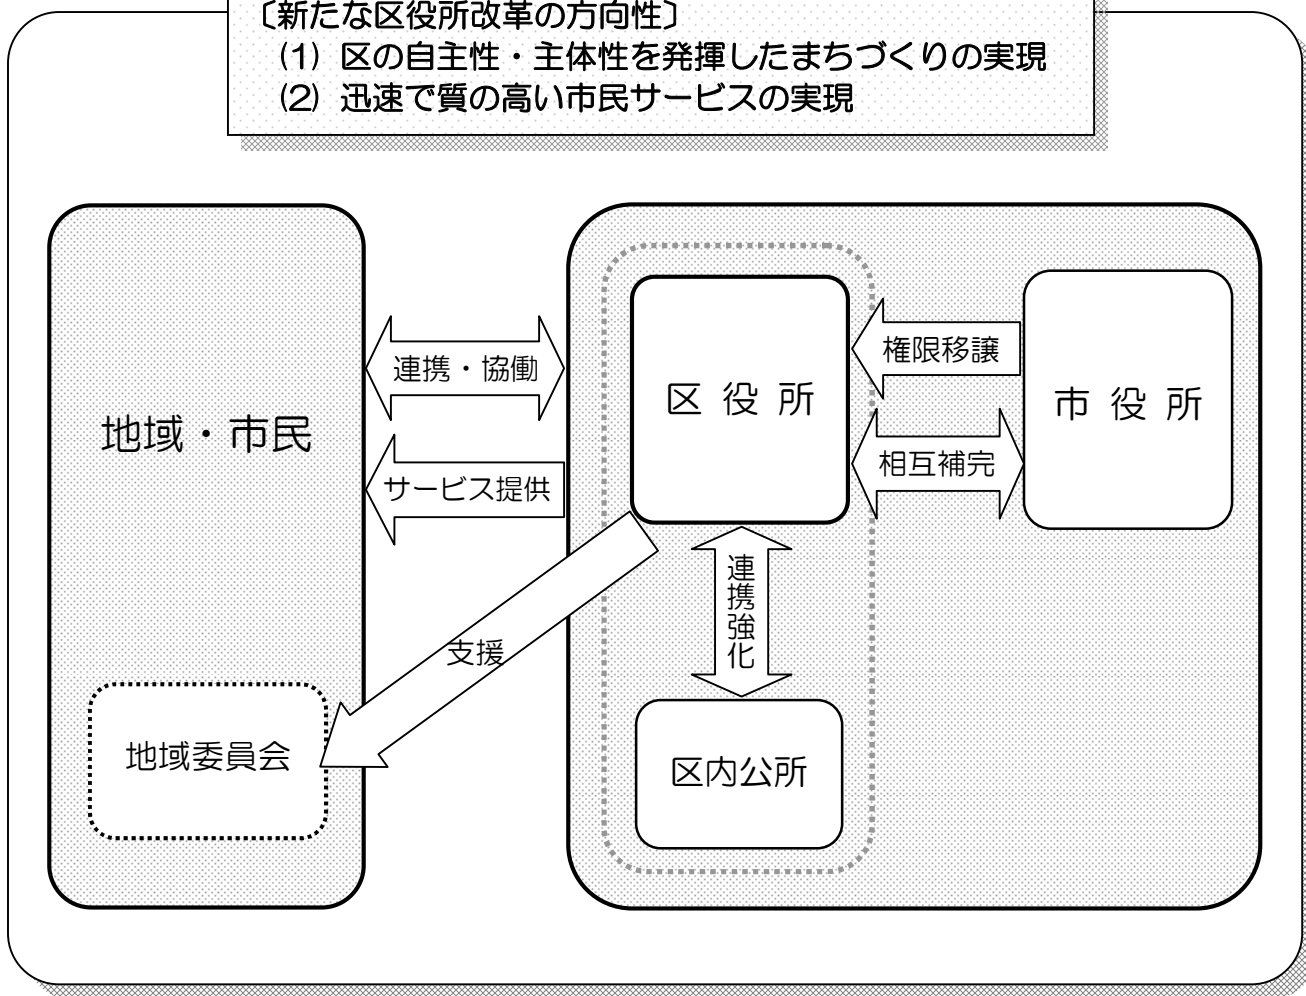 〔新たな区役所改革の方向性〕
(1) 区の自主性・主体性を発揮したまちづくりの実現
(2) 迅速で質の高い市民サービスの実現
地域・市民
連携・協働
サービス提供
区役所
権限移譲
相互補完
市役所
連携強化
支援
地域委員会
区内公所